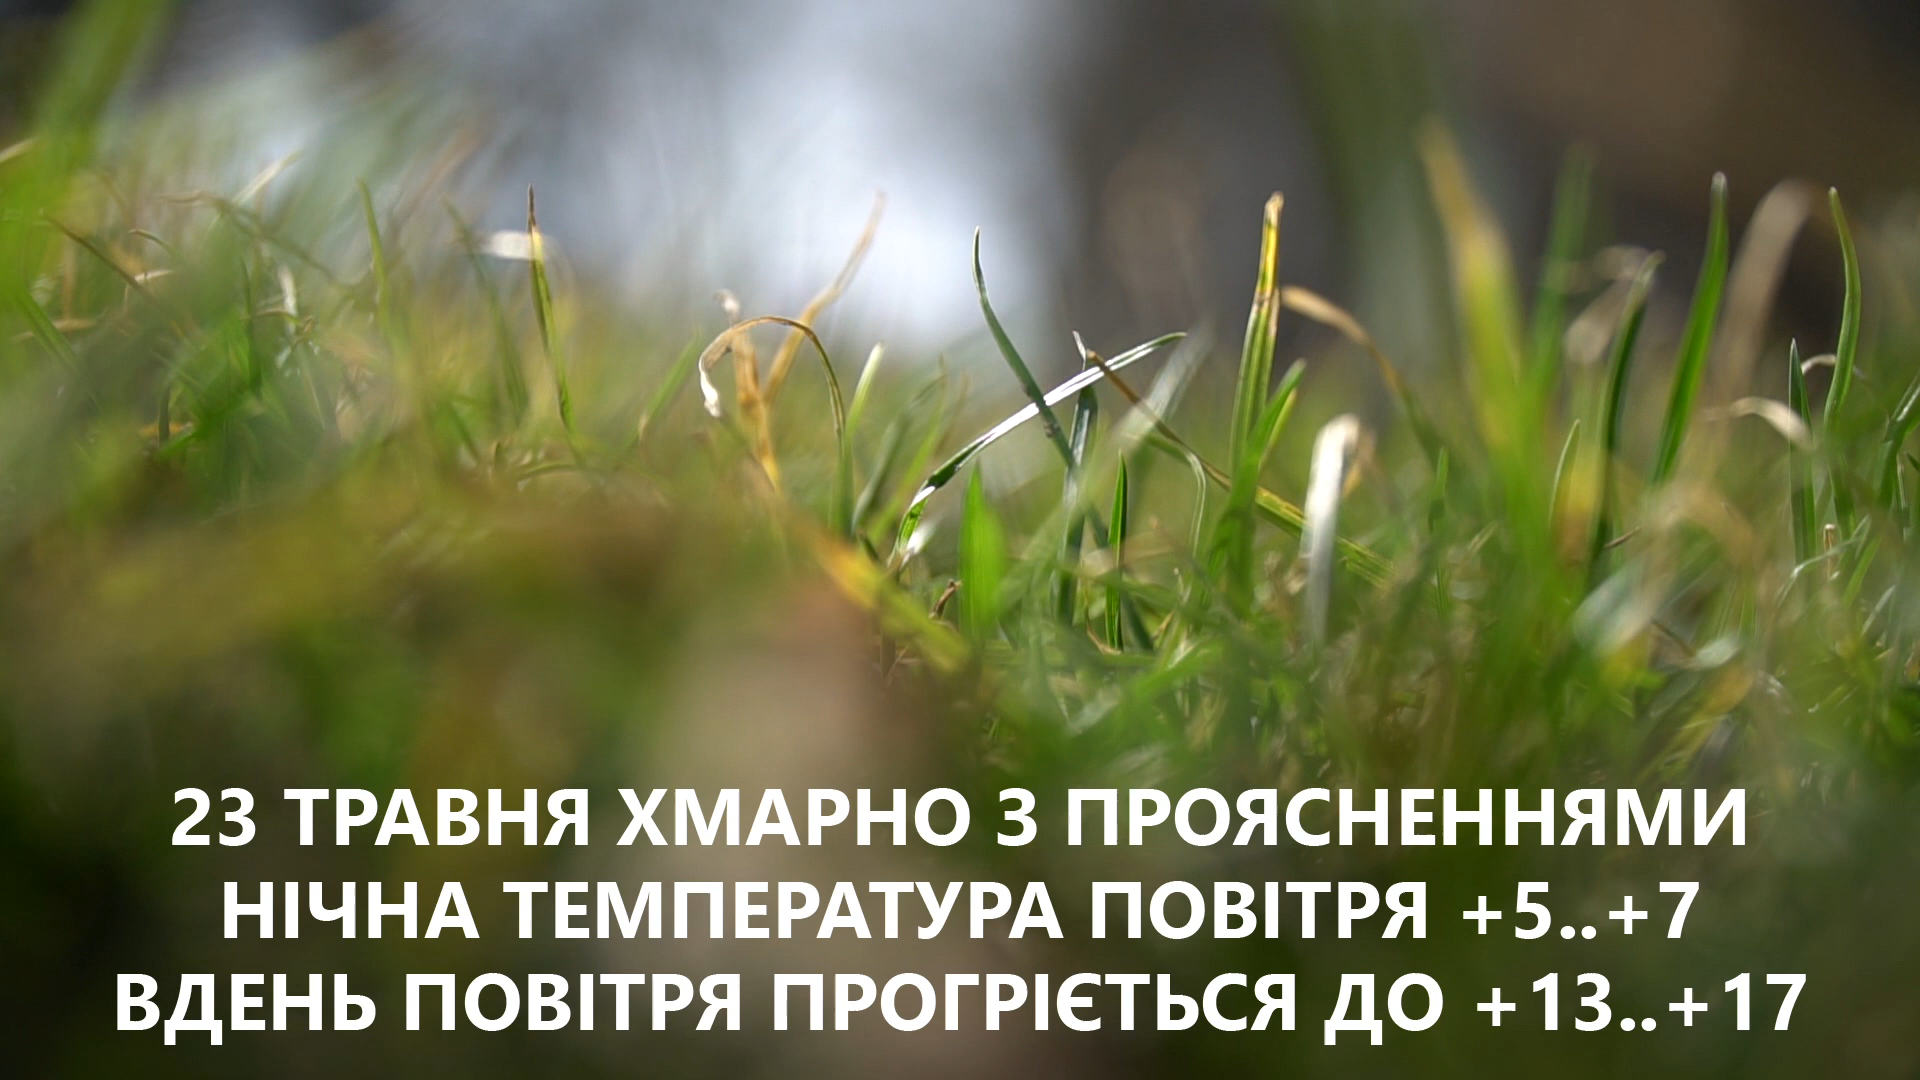 23 ТРАВНЯ ХМАРНО З ПРОЯСНЕННЯМИ
НІЧНА ТЕМПЕРАТУРА ПОВІТРЯ +5..+7
ВДЕНЬ ПОВІТРЯ ПРОГРІЄТЬСЯ ДО +13..+17